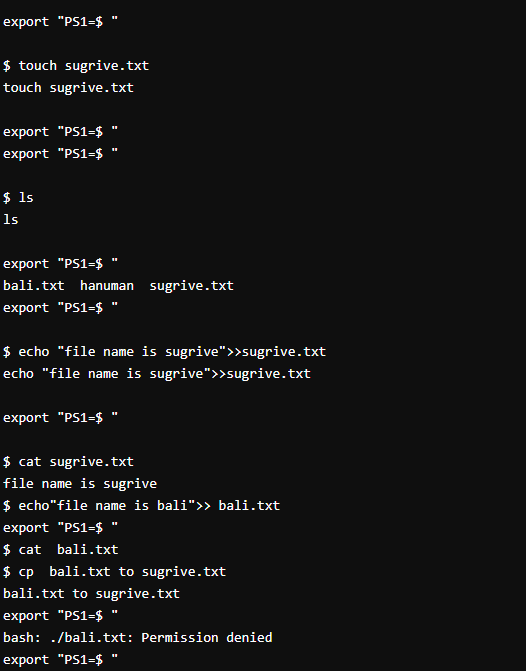 export "PS1=$ "
$ touch sugrive.txt
touch sugrive.txt
export "PS1=$ "
export "PS1=$ "
$ ls
ls
export "PS1=$ "
bali.txt  hanuman  sugrive.txt
export "PS1=$ "
$ echo "file name is sugrive">>sugrive.txt
echo "file name is sugrive">>sugrive.txt
export "PS1=$ "
$ cat sugrive.txt
file name is sugrive
$ echo"file name is bali">> bali.txt
export "PS1=$ "
$ cat  bali.txt
$ cp  bali.txt to sugrive.txt
bali.txt to sugrive.txt
export "PS1=$ "
bash: ./bali.txt: Permission denied
export "PS1=$ "